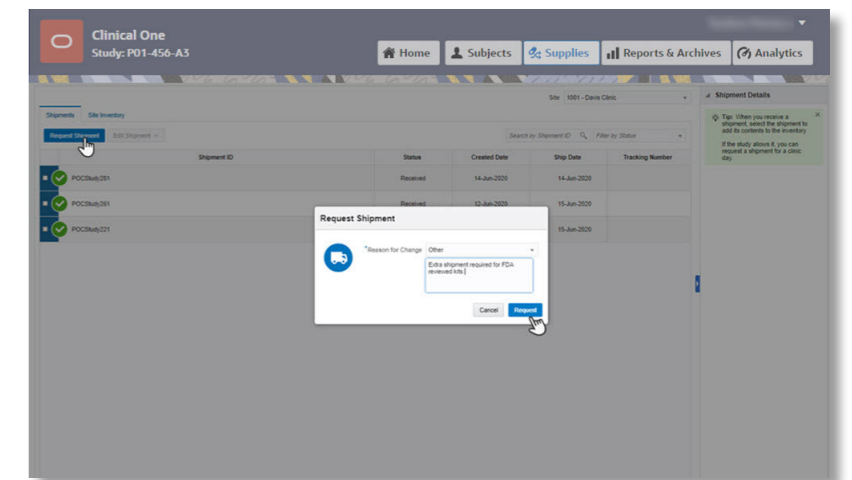 Clinical One
Study: P01-456-A3
Home
Subjects
Supplies
Reports & Archives
Analytics
Site 1001 - Davis Clinic
Shipment Details
Shipments Site Inventory
Tip: When you receive a
shipment, select the shipment to
add its contents to the inventory.
If the study allows it, you can
request a shipment for a clinic
day.
Request Shipment Edit Shipment
Search by Shipment ID Filter by Status
Shipment ID Status Created Date Ship Date Tracking Number
POCStudy251 Received 14-Jun-2020 14-Jun-2020
Received 12-Jun-2020 15-Jun-2020
POCStudy221 15-Jun-2020
Request Shipment
*Reason for Change Other
Extra shipment required for FDA
reviewed kits.
Cancel Request